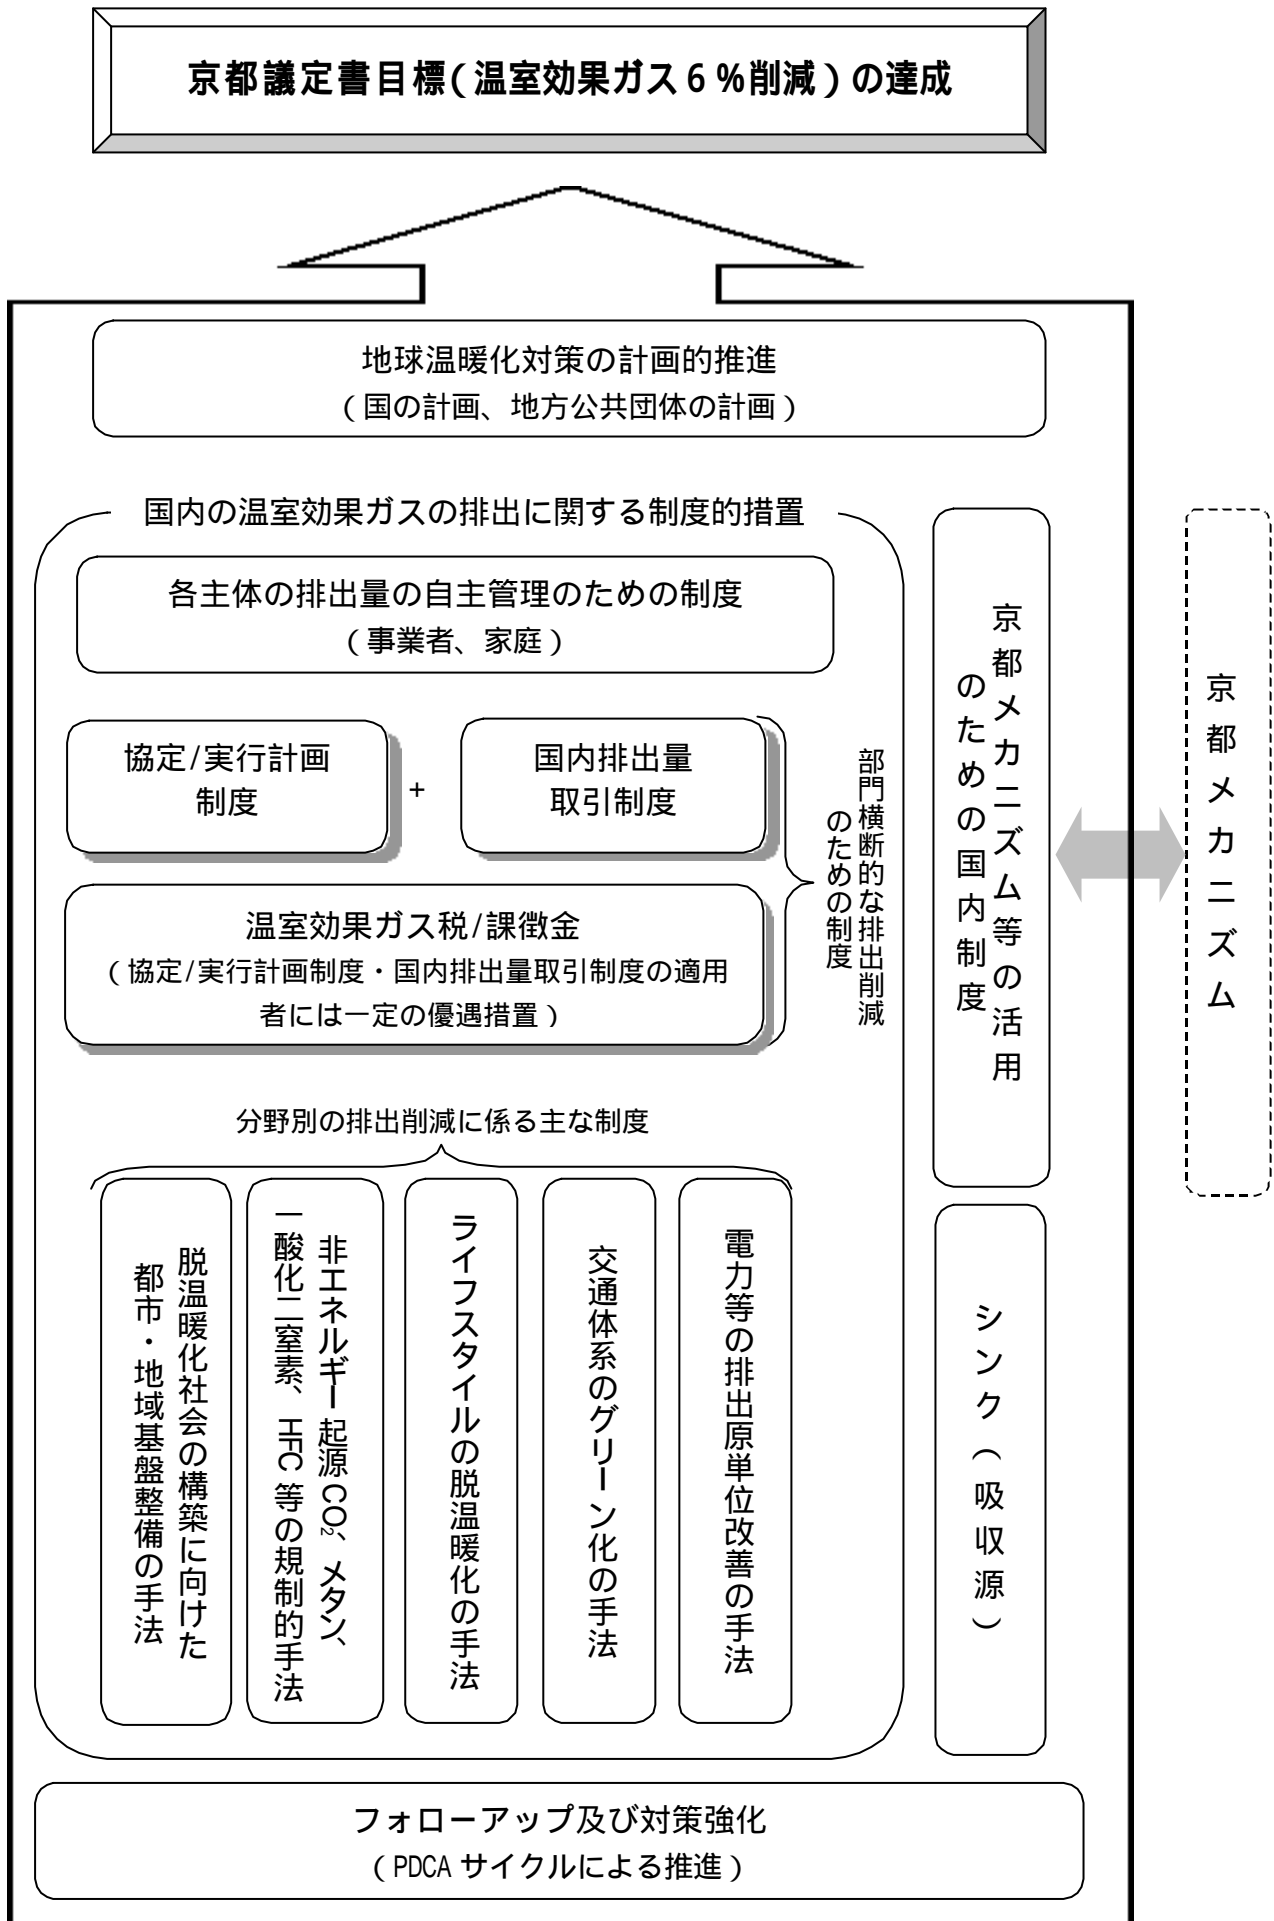 京都議定書目標(温室効果ガス6%削減)の達成
地球温暖化対策の計画的推進
(国の計画、地方公共団体の計画)
国内の温室効果ガスの排出に関する制度的措置
各主体の排出量の自主管理のための制度
(事業者、家庭)
協定/実行計画
制度
+
国内排出量
取引制度
温室効果ガス税/課徴金
(協定/実行計画制度・国内排出量取引制度の適用
者には一定の優遇措置)
部門横断的な排出削減
のための制度
分野別の排出削減に係る主な制度
脱温暖化社会の構築に向けた
都市・地域基盤整備の手法
非エネルギー起源CO₂、メタン、
一酸化二窒素、HFC等の規制的手法
ライフスタイルの脱温暖化の手法
交通体系のグリーン化の手法
電力等の排出原単位改善の手法
京都メカニズム等の活用
のための国内制度
シンク(吸収源)
京都メカニズム
フォローアップ及び対策強化
(PDCAサイクルによる推進)